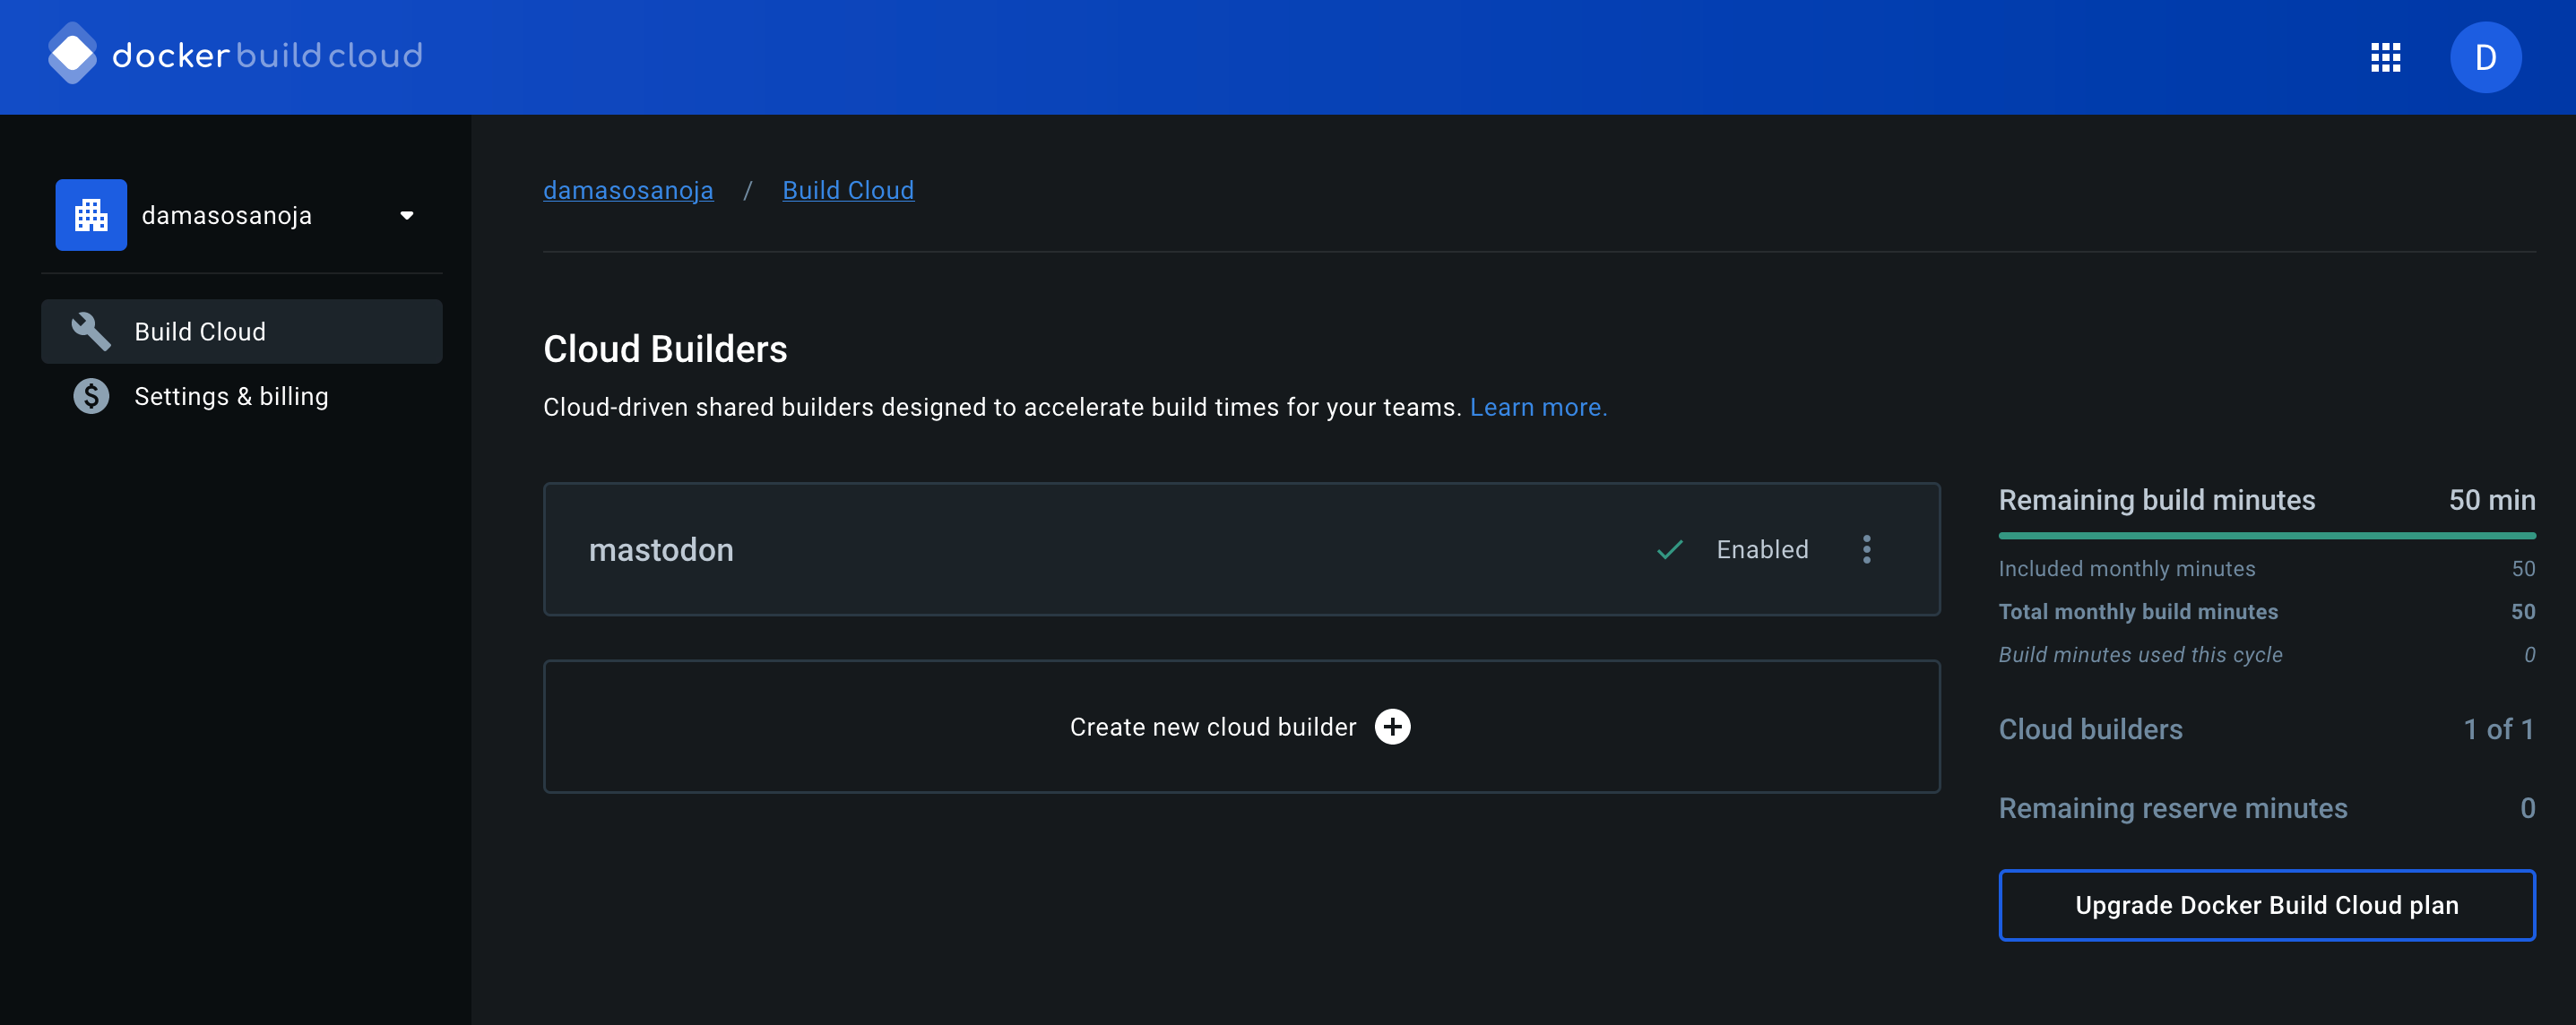 docker build cloud
D
damasosanoja
Build Cloud
Settings & billing
damasosanoja / Build Cloud
Cloud Builders
Cloud-driven shared builders designed to accelerate build times for your teams. Learn more.
mastodon
Enabled
Create new cloud builder
Remaining build minutes 50 min
Included monthly minutes 50
Total monthly build minutes 50
Build minutes used this cycle 0
Cloud builders 1 of 1
Remaining reserve minutes 0
Upgrade Docker Build Cloud plan